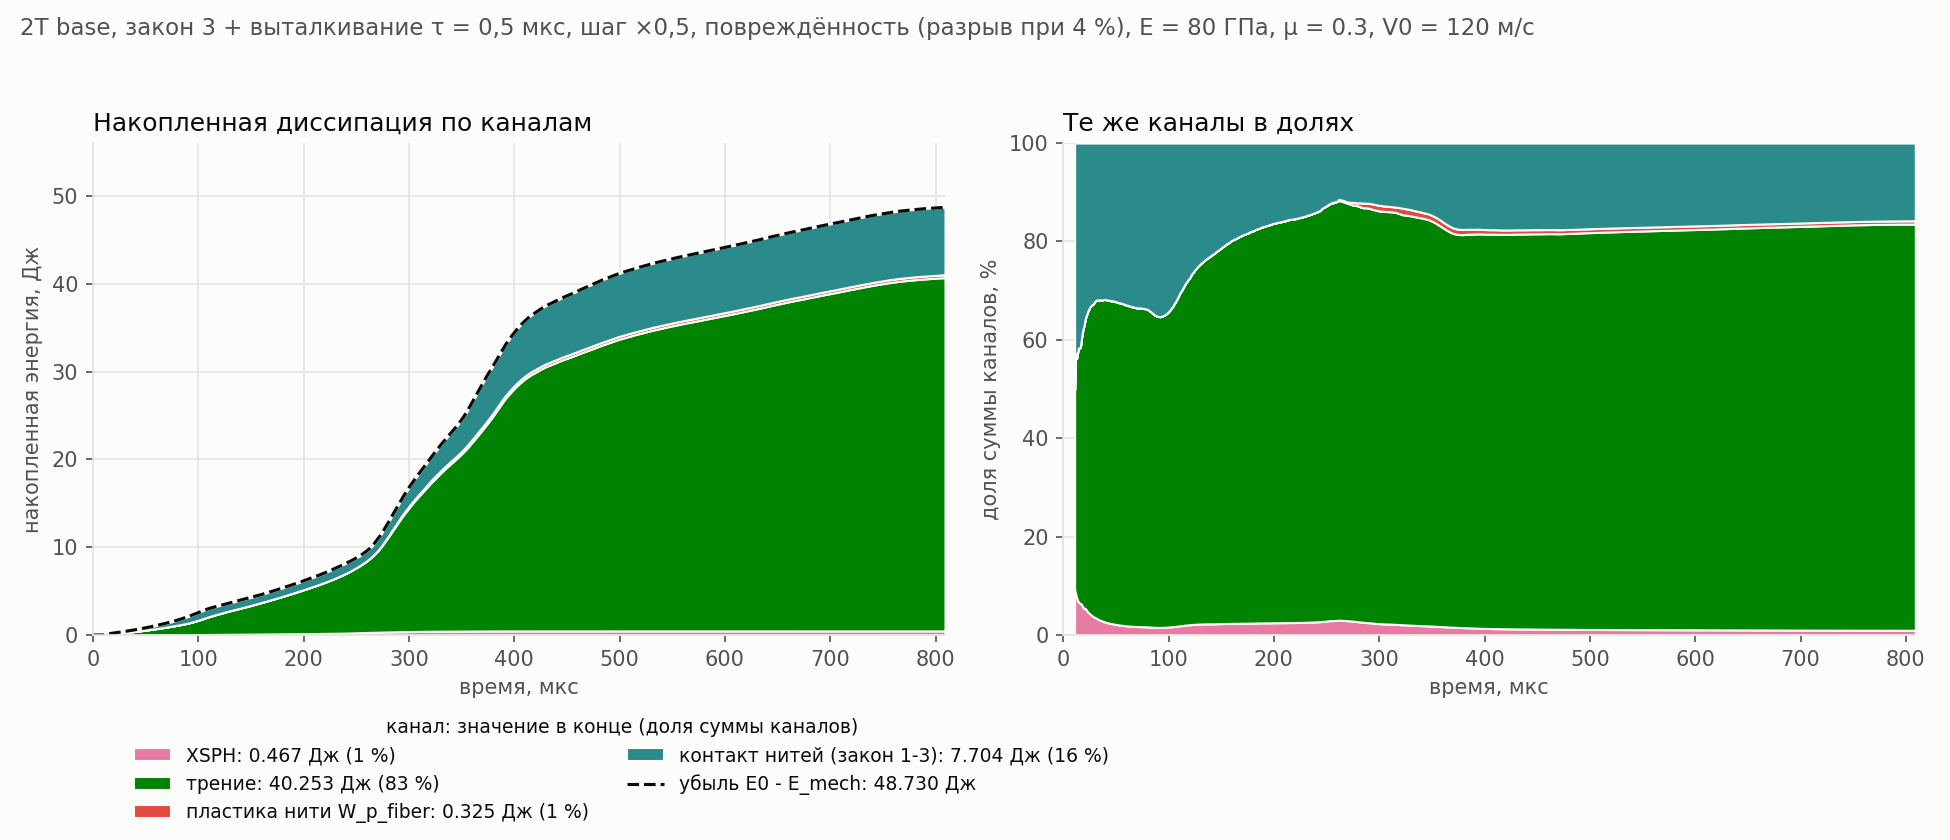 2T base, закон 3 + выталкивание τ = 0,5 мкс, шаг ×0,5, повреждённость (разрыв при 4 %), E = 80 ГПа, μ = 0.3, V0 = 120 м/с
Накопленная диссипация по каналам
накопленная энергия, Дж
50
40
30
20
10
0
0 100 200 300 400 500 600 700 800
время, мкс
Те же каналы в долях
доля суммы каналов, %
100
80
60
40
20
0
0 100 200 300 400 500 600 700 800
время, мкс
канал: значение в конце (доля суммы каналов)
XSPH: 0.467 Дж (1 %)
трение: 40.253 Дж (83 %)
пластика нити W_p_fiber: 0.325 Дж (1 %)
контакт нитей (закон 1-3): 7.704 Дж (16 %)
убыль E0 - E_mech: 48.730 Дж